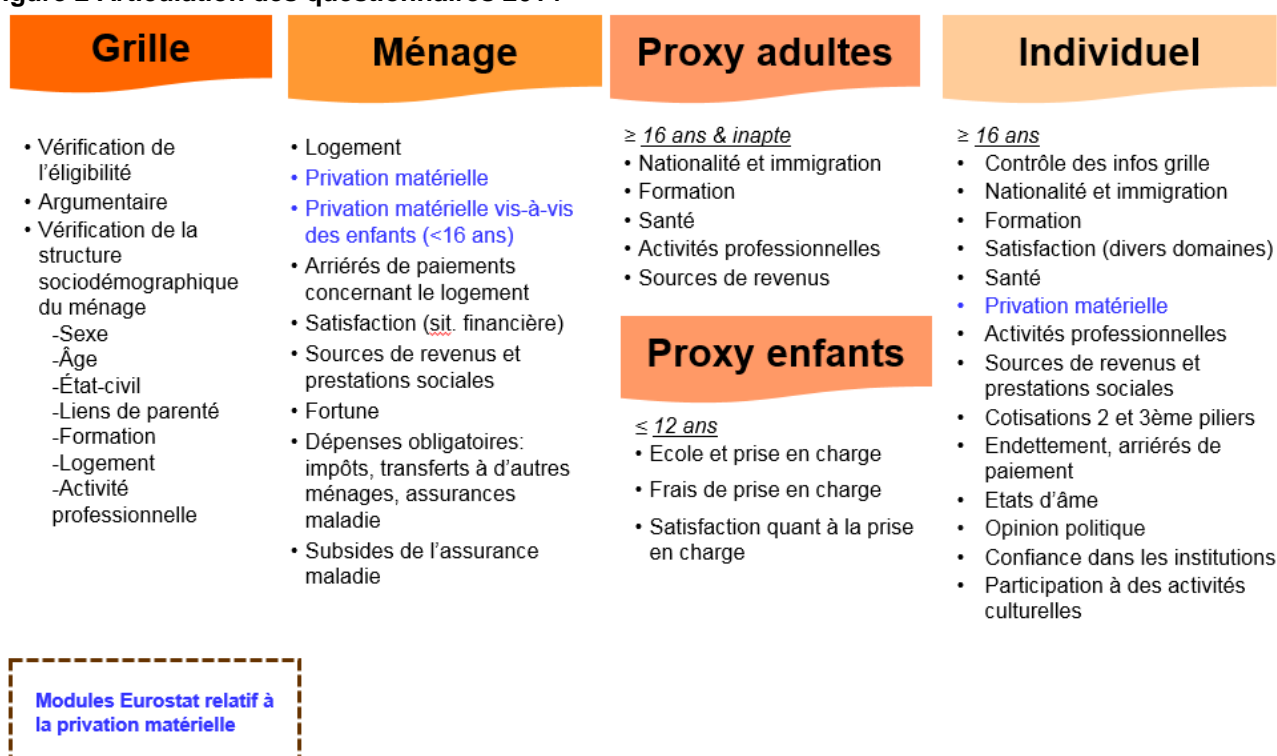 Grille
• Vérification de
l'éligibilité
• Argumentaire
• Vérification de la
structure
sociodémographique
du ménage
-Sexe
-Âge
-État-civil
-Liens de parenté
-Formation
-Logement
-Activité
professionnelle
Ménage
• Logement
• Privation matérielle
• Privation matérielle vis-à-vis
des enfants (<16 ans)
• Arriérés de paiements
concernant le logement
• Satisfaction (sit. financière)
• Sources de revenus et
prestations sociales
• Fortune
• Dépenses obligatoires:
impôts, transferts à d'autres
ménages, assurances
maladie
• Subsides de l'assurance
maladie
Proxy adultes
≥ 16 ans & inapte
• Nationalité et immigration
• Formation
• Santé
• Activités professionnelles
• Sources de revenus
Proxy enfants
≤ 12 ans
• Ecole et prise en charge
• Frais de prise en charge
• Satisfaction quant à la prise
en charge
Individuel
≥ 16 ans
• Contrôle des infos grille
• Nationalité et immigration
• Formation
• Satisfaction (divers domaines)
• Santé
• Privation matérielle
• Activités professionnelles
• Sources de revenus et
prestations sociales
• Cotisations 2 et 3ème piliers
• Endettement, arriérés de
paiement
• Etats d'âme
• Opinion politique
• Confiance dans les institutions
• Participation à des activités
culturelles
Modules Eurostat relatif à
la privation matérielle